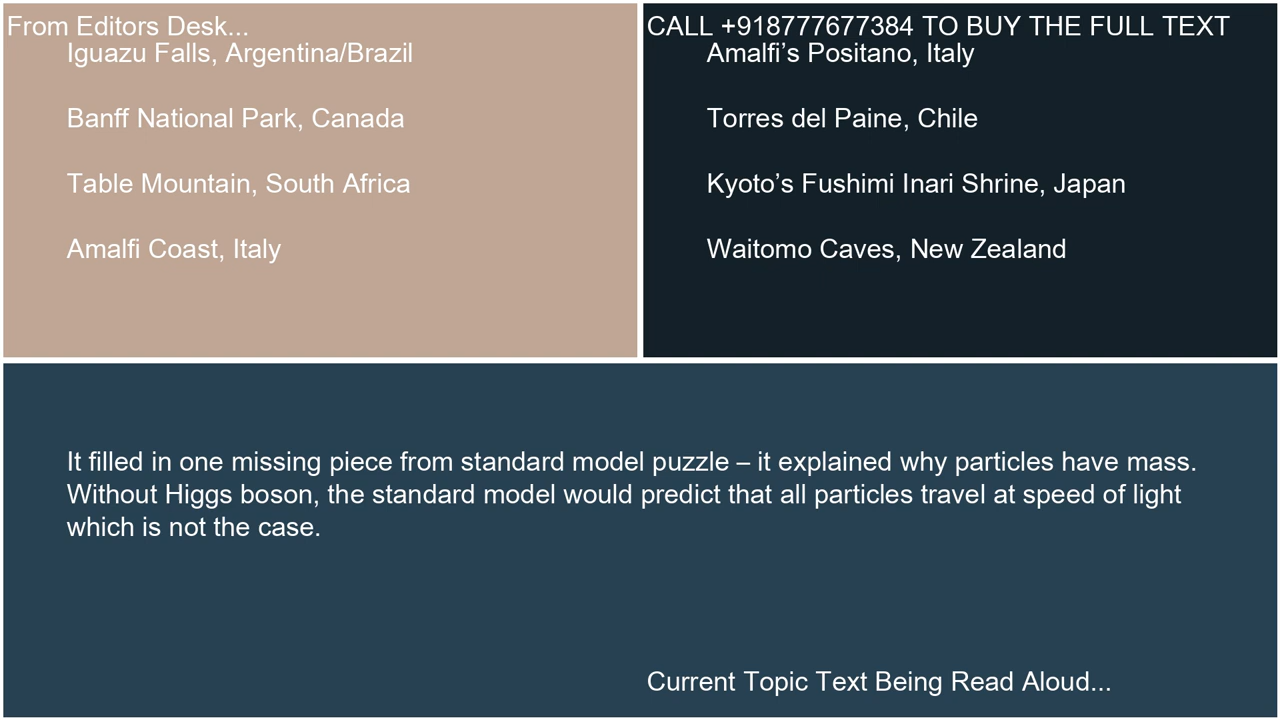 From Editors Desk...
Iguazu Falls, Argentina/Brazil
Banff National Park, Canada
Table Mountain, South Africa
Amalfi Coast, Italy
CALL +918777677384 TO BUY THE FULL TEXT
Amalfi’s Positano, Italy
Torres del Paine, Chile
Kyoto’s Fushimi Inari Shrine, Japan
Waitomo Caves, New Zealand
It filled in one missing piece from standard model puzzle – it explained why particles have mass.
Without Higgs boson, the standard model would predict that all particles travel at speed of light
which is not the case.
Current Topic Text Being Read Aloud...